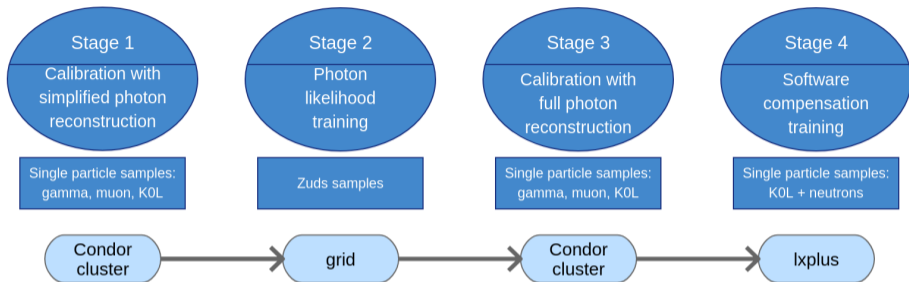 Stage 1
Calibration with
simplified photon
reconstruction
Single particle samples:
gamma, muon, K0L
Condor
cluster
Stage 2
Photon
likelihood
training
Zuds samples
grid
Stage 3
Calibration with
full photon
reconstruction
Single particle samples:
gamma, muon, K0L
Condor
cluster
Stage 4
Software
compensation
training
Single particle samples:
K0L + neutrons
lxplus